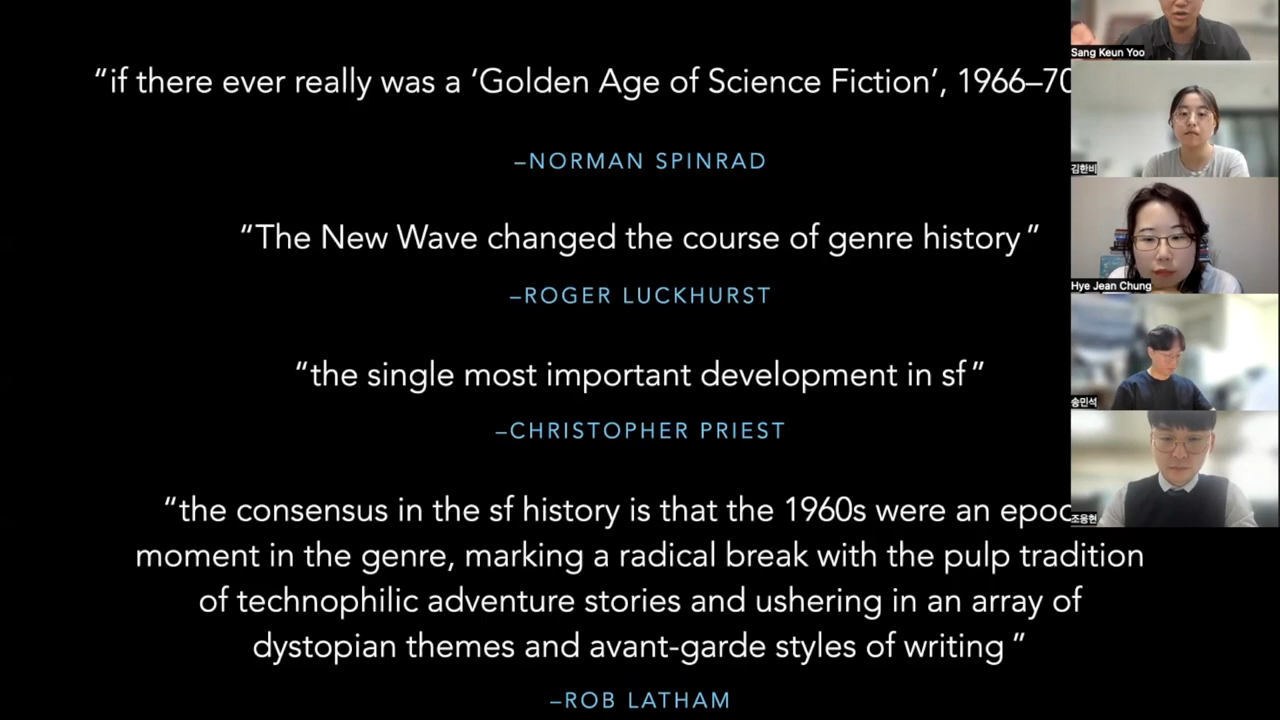 “if there ever really was a ‘Golden Age of Science Fiction’, 1966–70
–NORMAN SPINRAD
“The New Wave changed the course of genre history”
–ROGER LUCKHURST
“the single most important development in sf”
–CHRISTOPHER PRIEST
“the consensus in the sf history is that the 1960s were an epoc
moment in the genre, marking a radical break with the pulp tradition
of technophilic adventure stories and ushering in an array of
dystopian themes and avant-garde styles of writing”
–ROB LATHAM
Sang Keun Yoo
김한비
Hye Jean Chung
송민석
조용현